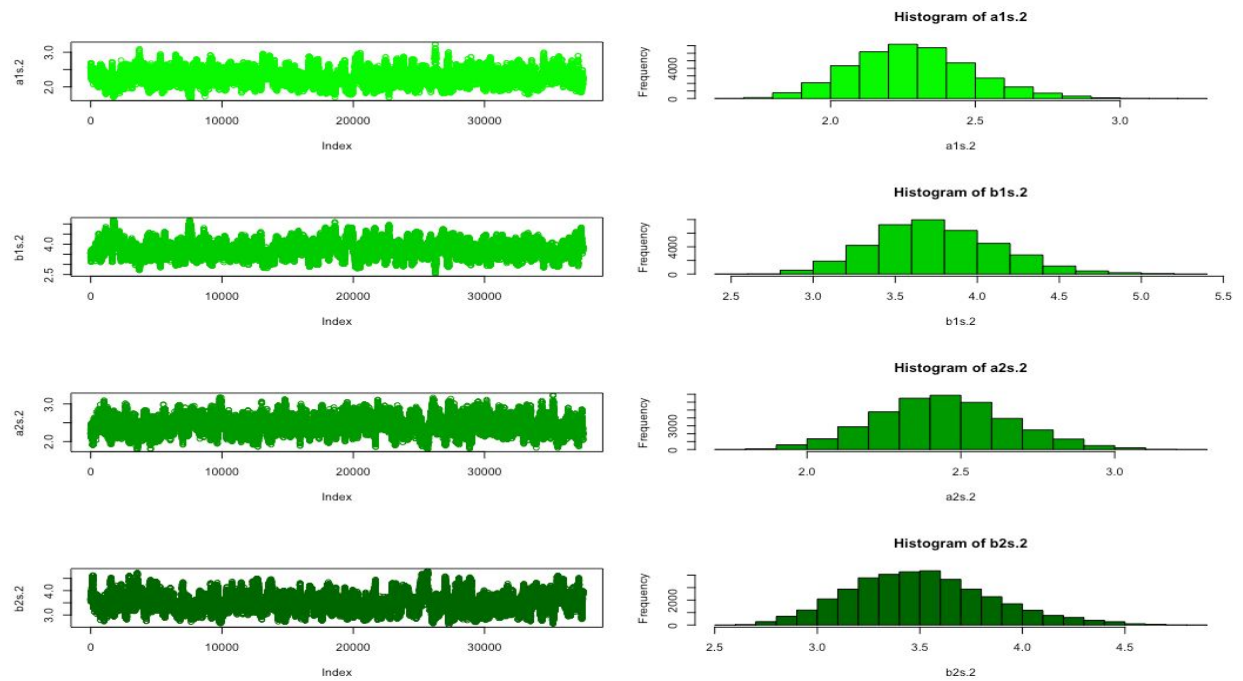 a1s.2
3.0
2.0
0 10000 20000 30000
Index
Histogram of a1s.2
Frequency
4000
0
2.0 2.5 3.0
a1s.2
b1s.2
4.0
2.5
0 10000 20000 30000
Index
Histogram of b1s.2
Frequency
4000
0
2.5 3.0 3.5 4.0 4.5 5.0 5.5
b1s.2
a2s.2
3.0
2.0
0 10000 20000 30000
Index
Histogram of a2s.2
Frequency
3000
0
2.0 2.5 3.0
a2s.2
b2s.2
4.0
3.0
0 10000 20000 30000
Index
Histogram of b2s.2
Frequency
2000
0
2.5 3.0 3.5 4.0 4.5
b2s.2